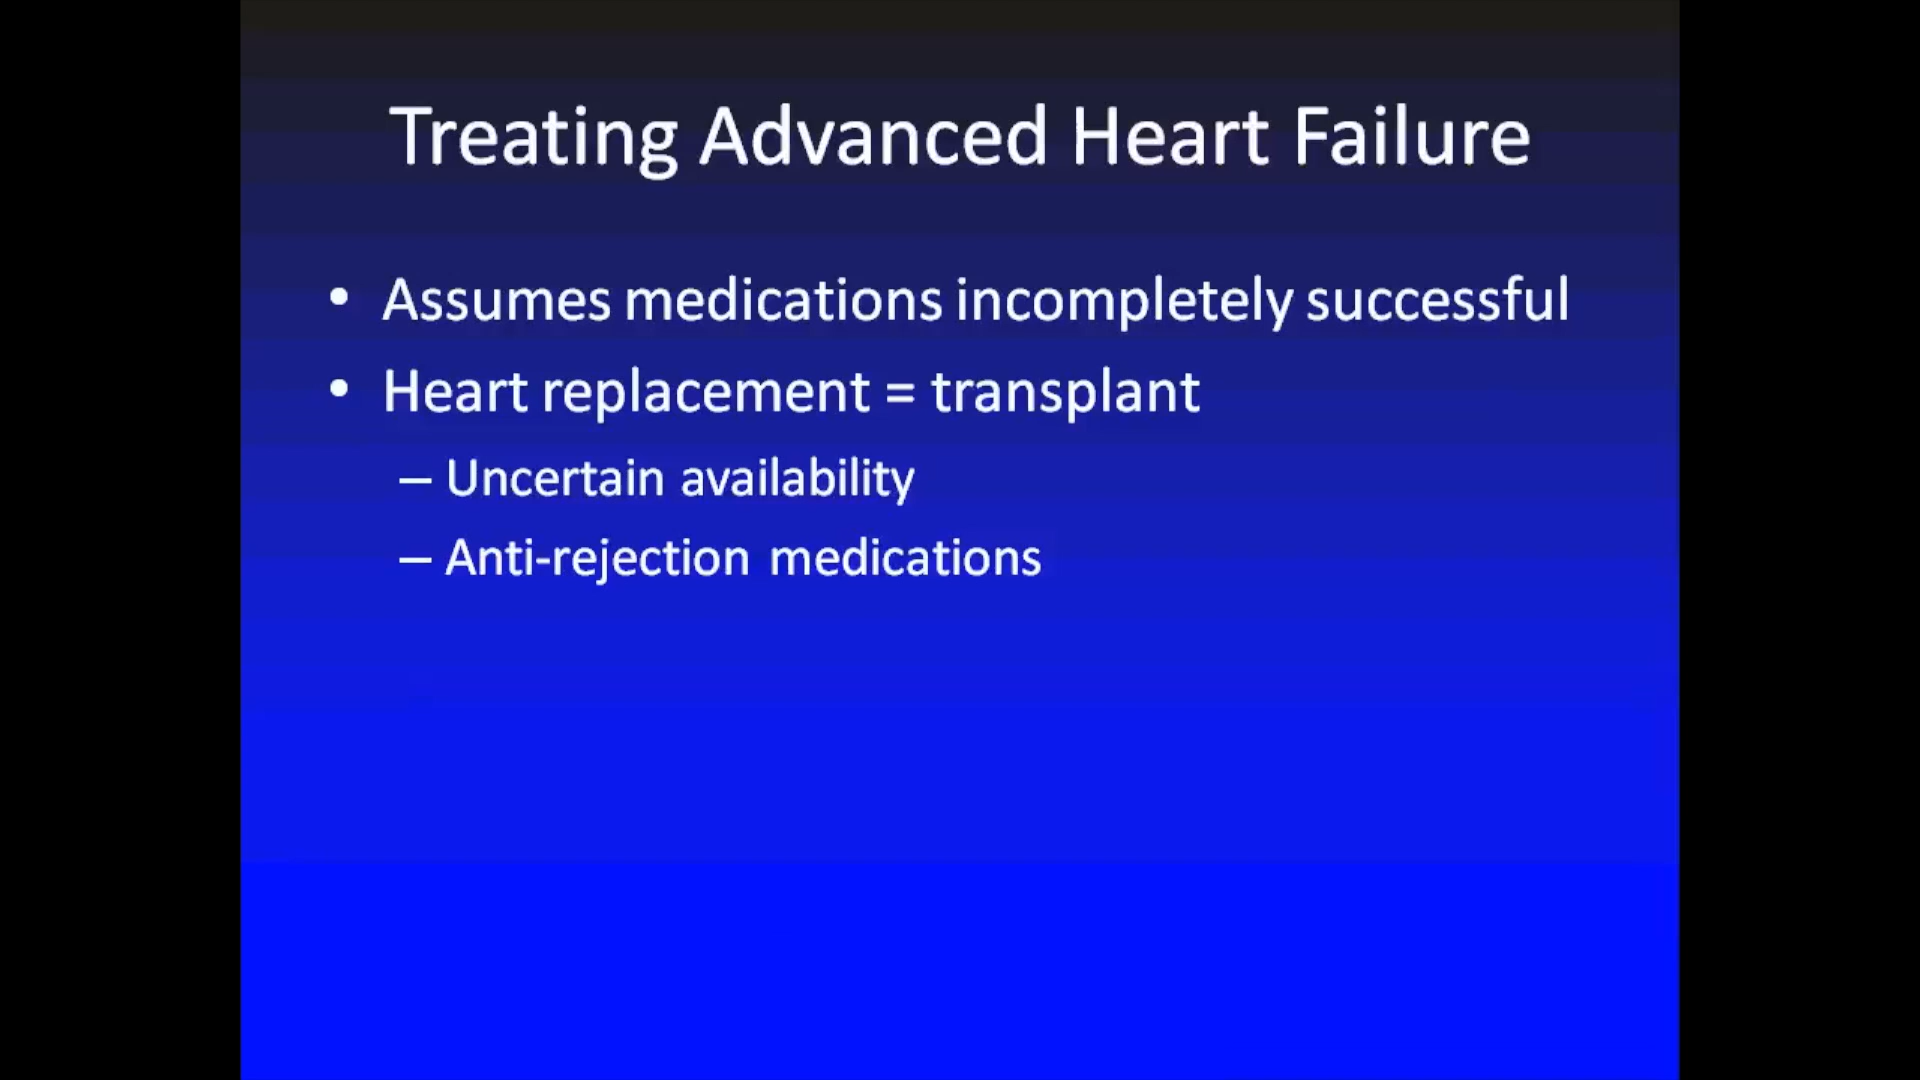 Treating Advanced Heart Failure
• Assumes medications incompletely successful
• Heart replacement = transplant
– Uncertain availability
– Anti-rejection medications